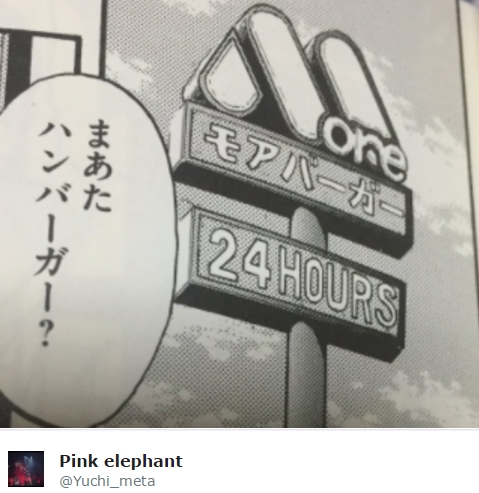 まあた
ハンバーガー?
More
モアバーガー
24HOURS
Pink elephant
@Yuchi_meta